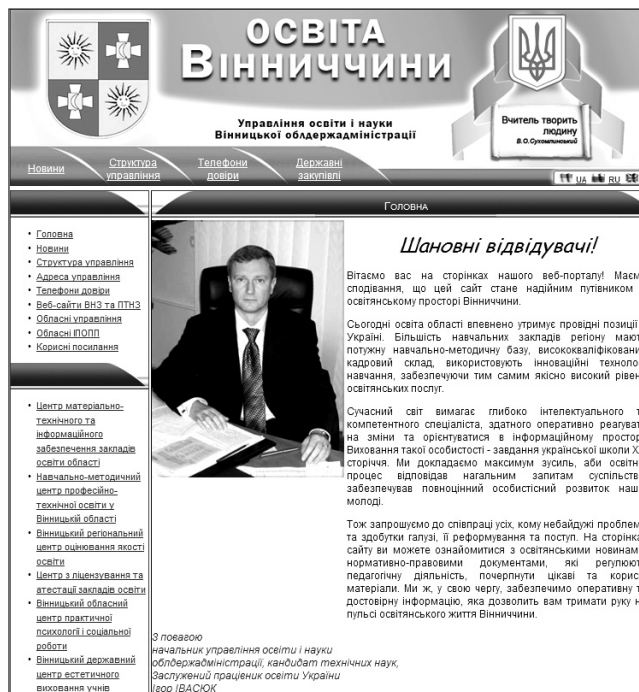 ОСВІТА
ВІННИЧЧИНИ
Управління освіти і науки
Вінницької облдержадміністрації
Вчитель творить
людину
В.О.Сухомлинський
Новини
Структура
управління
Телефони
довіри
Державні
закупівлі
UA RU
Головна
• Головна
• Новини
• Структура управління
• Адреса управління
• Телефони довіри
• Веб-сайти ВНЗ та ПТНЗ
• Обласні управління
• Обласні ІПОПП
• Корисні посилання
• Центр матеріально-
технічного та
інформаційного
забезпечення закладів
освіти області
• Навчально-методичний
центр професійно-
технічної освіти у
Вінницькій області
• Вінницький регіональний
центр оцінювання якості
освіти
• Центр з ліцензування та
атестації закладів освіти
• Вінницький обласний
центр практичної
психології і соціальної
роботи
• Вінницький державний
центр естетичного
виховання учнів
Шановні відвідувачі!
Вітаємо вас на сторінках нашого веб-порталу! Маєм
сподівання, що цей сайт стане надійним путівником
освітянському просторі Вінниччини.
Сьогодні освіта області впевнено утримує провідні позиції
Україні. Більшість навчальних закладів регіону мают
потужну навчально-методичну базу, висококваліфіковани
кадровий склад, використовують інноваційні техноло
навчання, забезпечуючи тим самим якісно високий рівен
освітянських послуг.
Сучасний світ вимагає глибоко інтелектуального т
компетентного спеціаліста, здатного оперативно реагуват
на зміни та орієнтуватися в інформаційному простор
Виховання такої особистості - завдання української школи X
сторіччя. Ми докладаємо максимум зусиль, аби освітн
процес відповідав нагальним запитам суспільств
забезпечував повноцінний особистісний розвиток наш
молоді.
Тож запрошуємо до співпраці усіх, кому небайдужі проблем
та здобутки галузі, її реформування та поступ. На сторінка
сайту ви можете ознайомитися з освітянськими новинам
нормативно-правовими документами, які регулюют
педагогічну діяльність, почерпнути цікаві та корис
матеріали. Ми ж, у свою чергу, забезпечимо оперативну т
достовірну інформацію, яка дозволить вам тримати руку н
пульсі освітянського життя Вінниччини.
З повагою
начальник управління освіти і науки
облдержадміністрації, кандидат технічних наук,
Заслужений працівник освіти України
Ігор ІВАСЮК